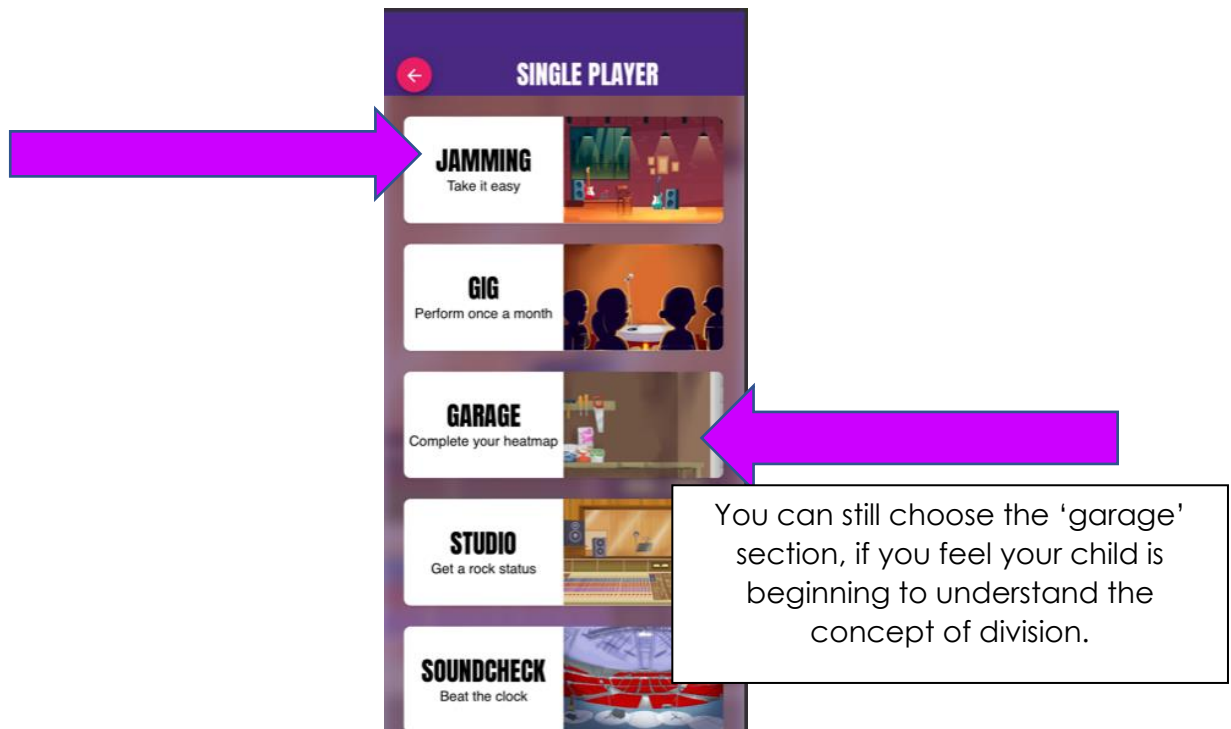 SINGLE PLAYER
JAMMING
Take it easy
GIG
Perform once a month
GARAGE
Complete your heatmap
STUDIO
Get a rock status
You can still choose the ‘garage’
section, if you feel your child is
beginning to understand the
concept of division.
SOUNDCHECK
Beat the clock